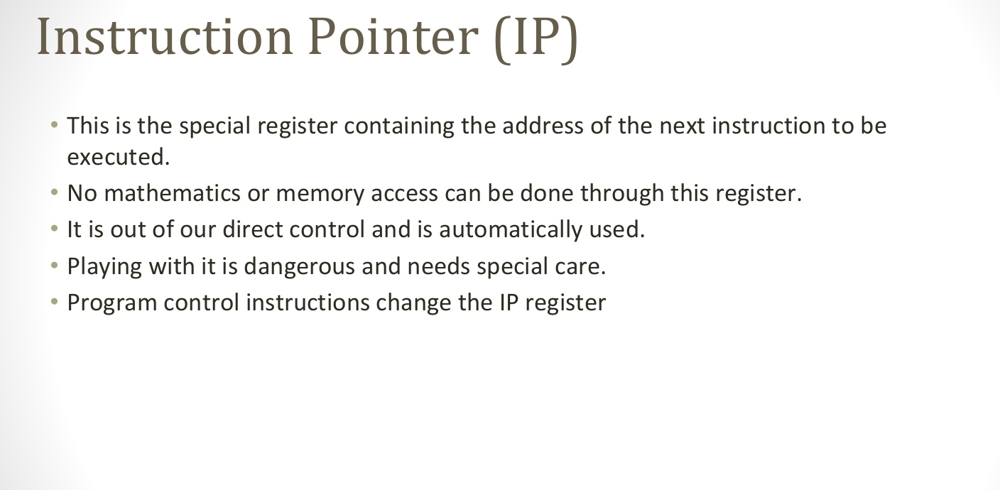 Instruction Pointer (IP)
• This is the special register containing the address of the next instruction to be
executed.
• No mathematics or memory access can be done through this register.
• It is out of our direct control and is automatically used.
• Playing with it is dangerous and needs special care.
• Program control instructions change the IP register